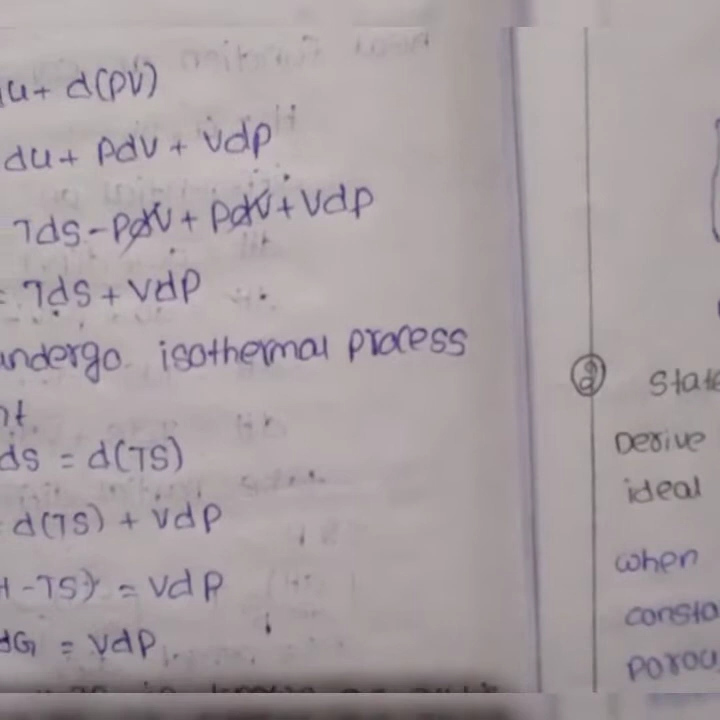 du + d(PV)
du + Pdv + vdp
Tds - Pdv + Pdv + vdp
= Tds + vdp
undergo isothermal process
nt.
ds = d(TS)
d(TS) + vdp
H - TS) = vdp
dG = vdp.
②
State
Derive
ideal
when
consta
porou